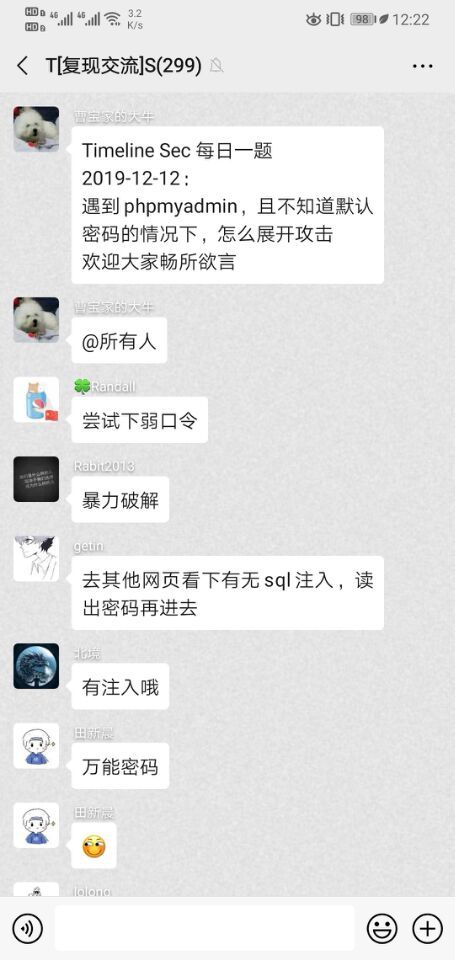 HD 1 4G 4G 3.2 98 12:22
HD 2 K/s
T[复现交流]S(299)
曹宝家的大牛
Timeline Sec 每日一题
2019-12-12：
遇到 phpmyadmin，且不知道默认
密码的情况下，怎么展开攻击
欢迎大家畅所欲言
曹宝家的大牛
@所有人
🍀Randall
尝试下弱口令
Rabit2013
暴力破解
getin
去其他网页看下有无 sql 注入，读
出密码再进去
北境
有注入哦
田新晨
万能密码
田新晨
lolong